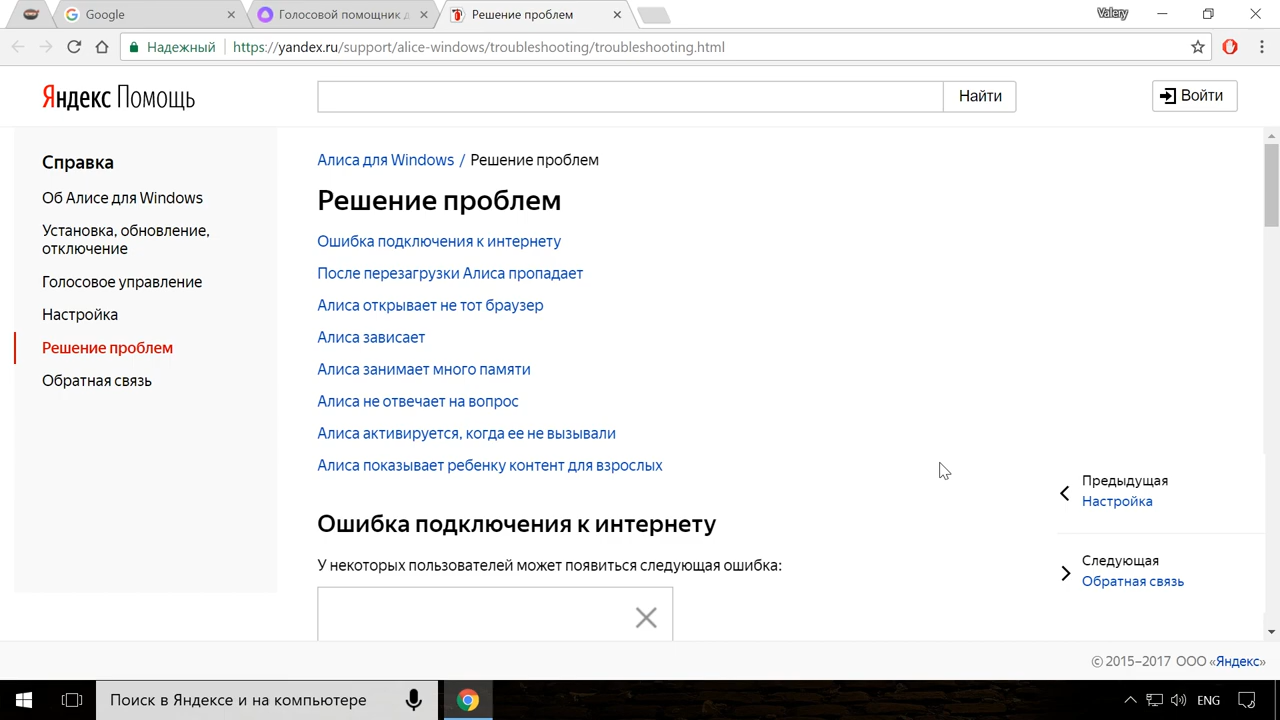 Google
Голосовой помощник д
Решение проблем
Valery
Надежный
https://yandex.ru/support/alice-windows/troubleshooting/troubleshooting.html
Яндекс Помощь
Найти
Войти
Справка
Об Алисе для Windows
Установка, обновление,
отключение
Голосовое управление
Настройка
Решение проблем
Обратная связь
Алиса для Windows / Решение проблем
Решение проблем
Ошибка подключения к интернету
После перезагрузки Алиса пропадает
Алиса открывает не тот браузер
Алиса зависает
Алиса занимает много памяти
Алиса не отвечает на вопрос
Алиса активируется, когда ее не вызывали
Алиса показывает ребенку контент для взрослых
Ошибка подключения к интернету
У некоторых пользователей может появиться следующая ошибка:
Предыдущая
Настройка
Следующая
Обратная связь
© 2015–2017 ООО «Яндекс»
Поиск в Яндексе и на компьютере
ENG